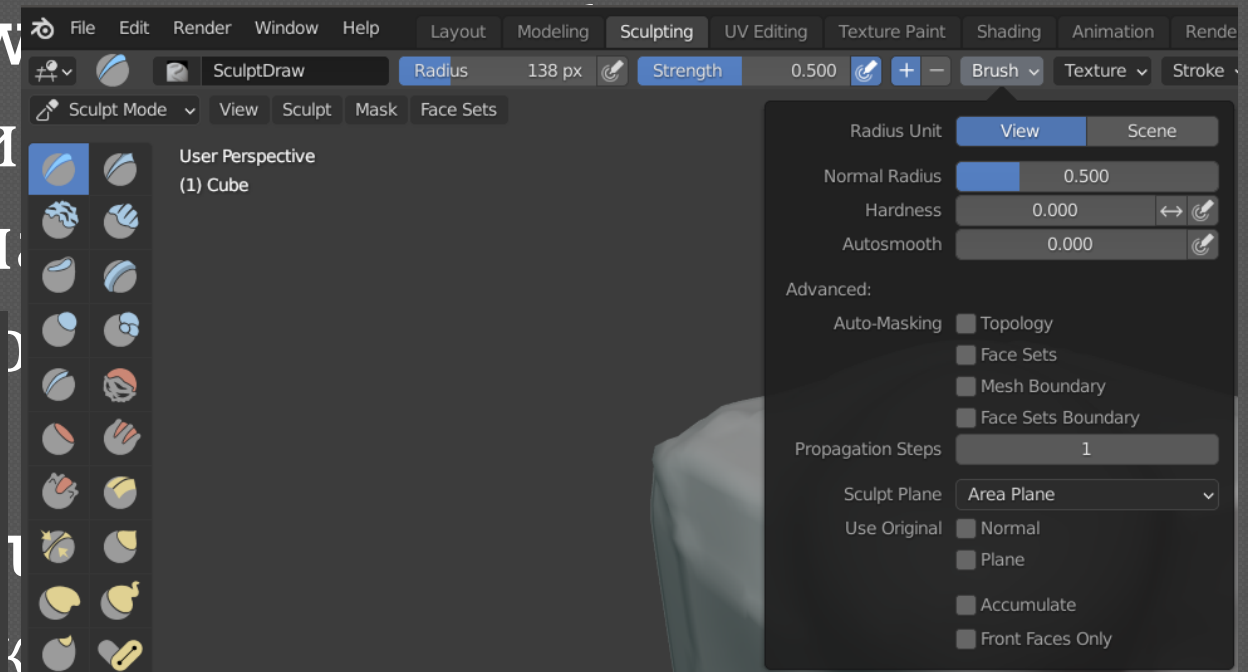 File Edit Render Window Help Layout Modeling Sculpting UV Editing Texture Paint Shading Animation
SculptDraw Radius 138 px Strength 0.500 + − Brush Texture Stroke
Sculpt Mode View Sculpt Mask Face Sets
User Perspective
(1) Cube
Radius Unit View Scene
Normal Radius 0.500
Hardness 0.000
Autosmooth 0.000
Advanced:
Auto-Masking Topology
Face Sets
Mesh Boundary
Face Sets Boundary
Propagation Steps 1
Sculpt Plane Area Plane
Use Original Normal
Plane
Accumulate
Front Faces Only